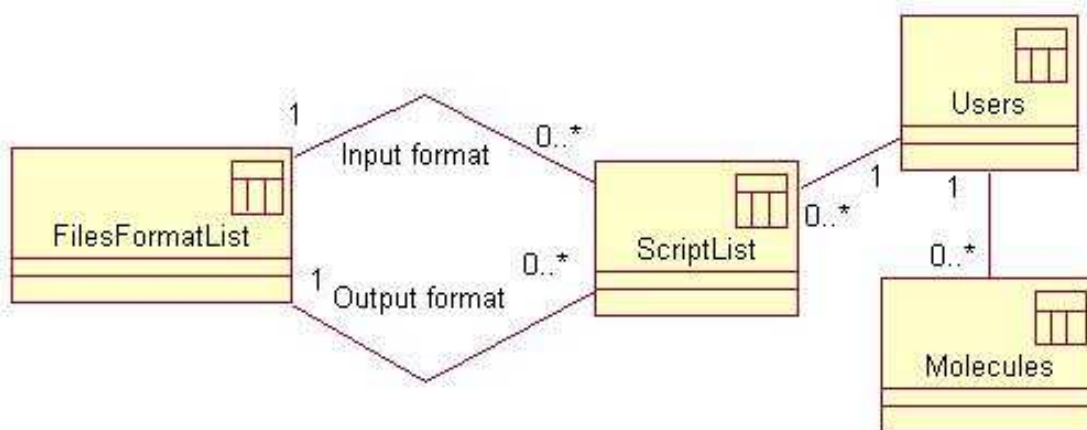 Users
1
0..*
Input format
1
0..*
FilesFormatList
ScriptList
1
0..*
1
0..*
Output format
Molecules